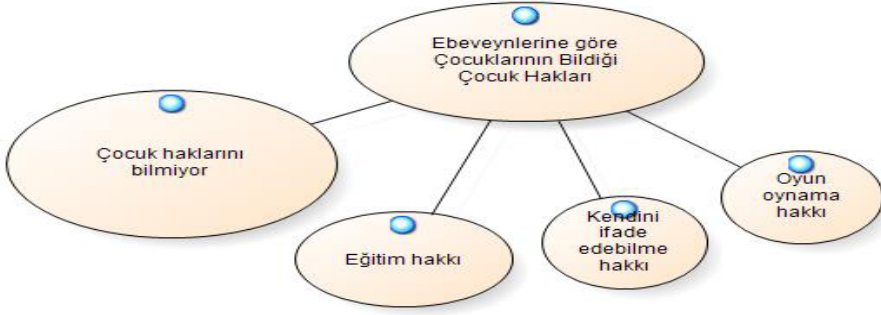 Ebeveynlerine göre
Çocuklarının Bildiği
Çocuk Hakları
Çocuk haklarını
bilmiyor
Eğitim hakkı
Kendini
ifade
edebilme
hakkı
Oyun
oynama
hakkı